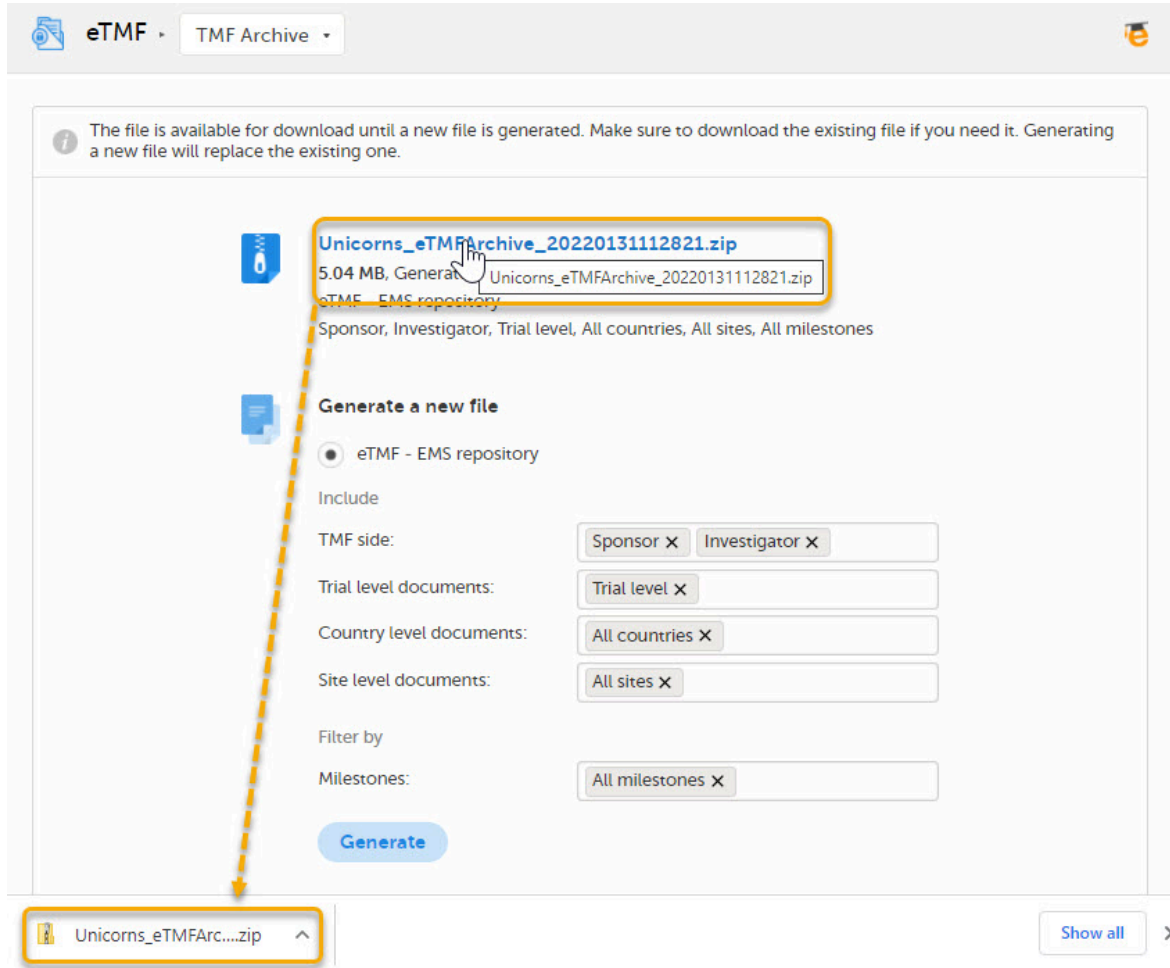 eTMF
TMF Archive
The file is available for download until a new file is generated. Make sure to download the existing file if you need it. Generating
a new file will replace the existing one.
Unicorns_eTMFArchive_20220131112821.zip
5.04 MB, Generat
Unicorns_eTMFArchive_20220131112821.zip
eTMF - EMS repository
Sponsor, Investigator, Trial level, All countries, All sites, All milestones
Generate a new file
eTMF - EMS repository
Include
TMF side: Sponsor Investigator
Trial level documents: Trial level
Country level documents: All countries
Site level documents: All sites
Filter by
Milestones: All milestones
Generate
Unicorns_eTMFArc....zip
Show all